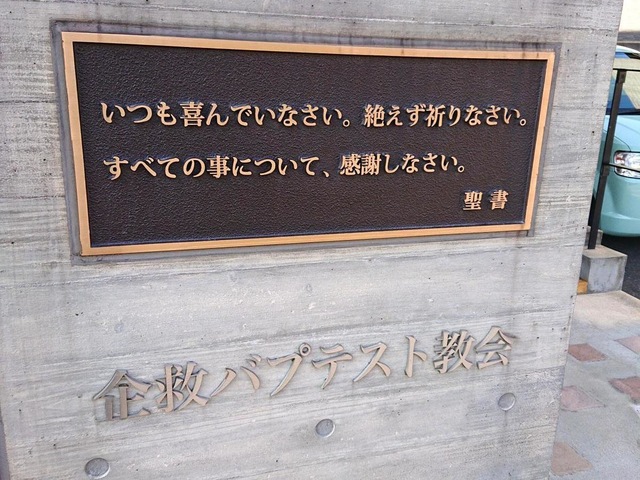 いつも喜んでいなさい。絶えず祈りなさい。
すべての事について、感謝しなさい。
聖書
企救バプテスト教会